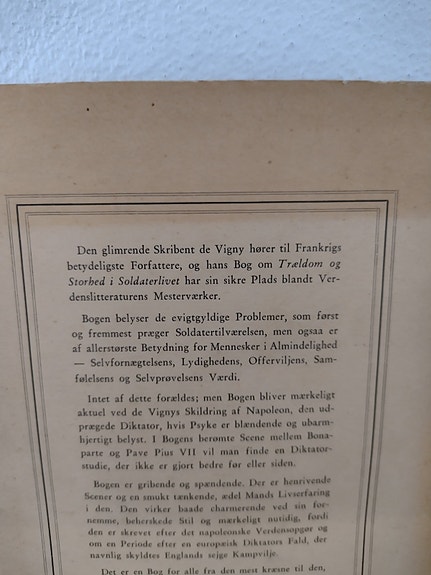 Den glimrende Skribent de Vigny hører til Frankrigs
betydeligste Forfattere, og hans Bog om Trældom og
Storhed i Soldaterlivet har sin sikre Plads blandt Ver-
denslitteraturens Mesterværker.
Bogen belyser de evigtgyldige Problemer, som først
og fremmest præger Soldatertilværelsen, men ogsaa er
af allerstørste Betydning for Mennesker i Almindelighed
— Selvfornægtelsens, Lydighedens, Offerviljens, Sam-
følelsens og Selvprøvelsens Værdi.
Intet af dette forældes; men Bogen bliver mærkeligt
aktuel ved de Vignys Skildring af Napoleon, den ud-
prægede Diktator, hvis Psyke er blændende og ubarm-
hjertigt belyst. I Bogens berømte Scene mellem Bona-
parte og Pave Pius VII vil man finde en Diktator-
studie, der ikke er gjort bedre før eller siden.
Bogen er gribende og spændende. Der er henrivende
Scener og en smukt tænkende, ædel Mands Livserfaring
i den. Den virker baade charmerende ved sin for-
nemme, beherskede Stil og mærkeligt nutidig, fordi
den er skrevet efter det napoleonske Verdensopgør og
om en Periode efter en europæisk Diktators Fald, der
navnlig skyldtes Englands sejge Kampvilje.
Det er en Bog for alle fra den mest kræsne til den,